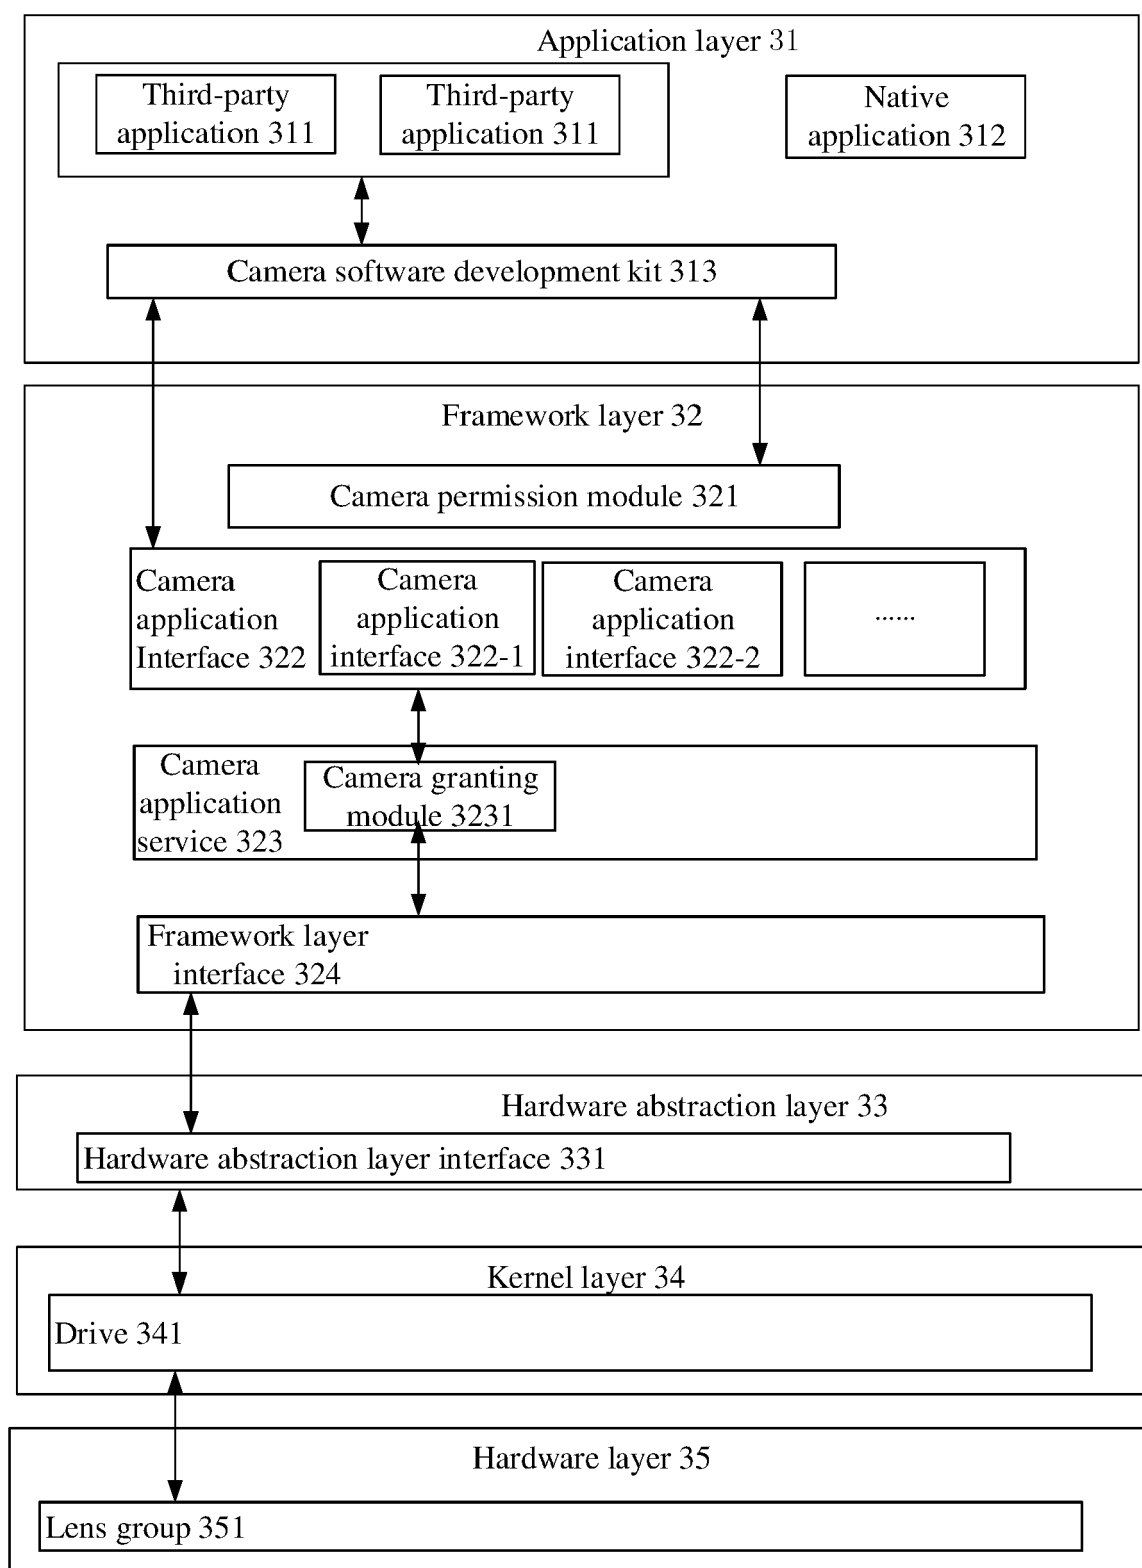 Application layer 31
Third-party
application 311
Third-party
application 311
Native
application 312
Camera software development kit 313
Framework layer 32
Camera permission module 321
Camera
application
Interface 322
Camera
application
interface 322-1
Camera
application
interface 322-2
......
Camera
application
service 323
Camera granting
module 3231
Framework layer
interface 324
Hardware abstraction layer 33
Hardware abstraction layer interface 331
Kernel layer 34
Drive 341
Hardware layer 35
Lens group 351